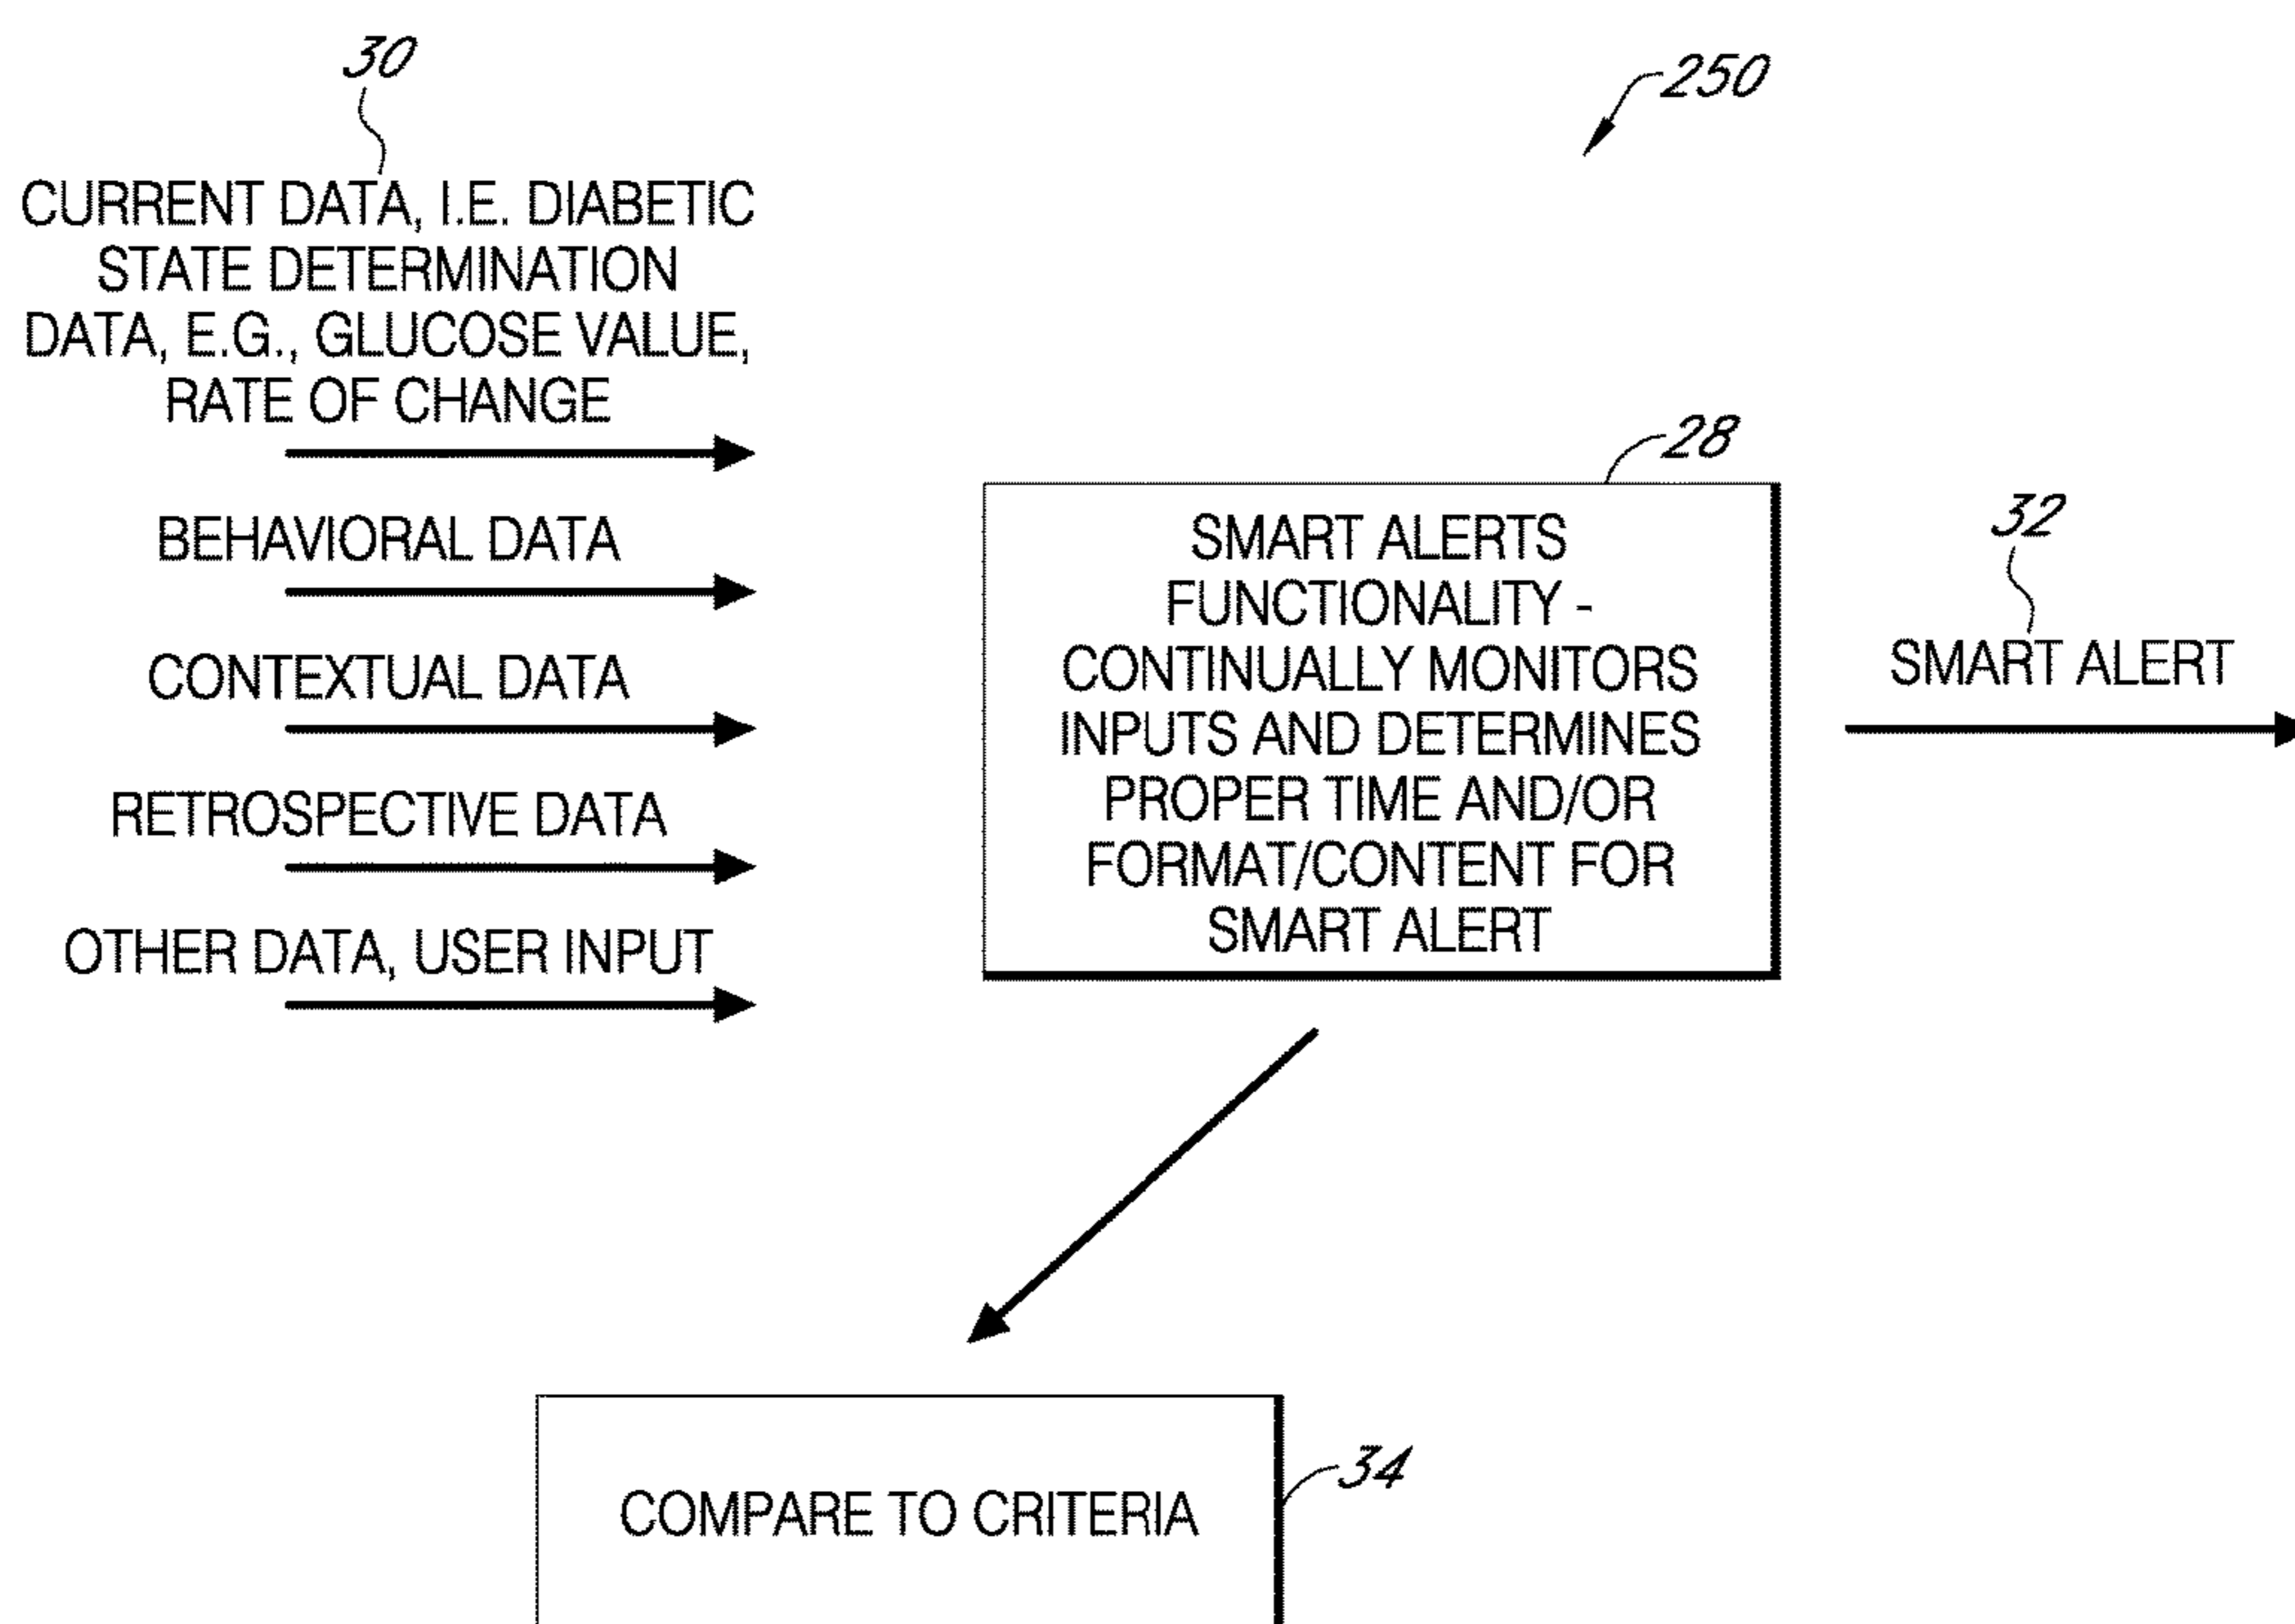 30
250
CURRENT DATA, I.E. DIABETIC
STATE DETERMINATION
DATA, E.G., GLUCOSE VALUE,
RATE OF CHANGE
BEHAVIORAL DATA
CONTEXTUAL DATA
RETROSPECTIVE DATA
OTHER DATA, USER INPUT
28
SMART ALERTS
FUNCTIONALITY -
CONTINUALLY MONITORS
INPUTS AND DETERMINES
PROPER TIME AND/OR
FORMAT/CONTENT FOR
SMART ALERT
32
SMART ALERT
COMPARE TO CRITERIA
34